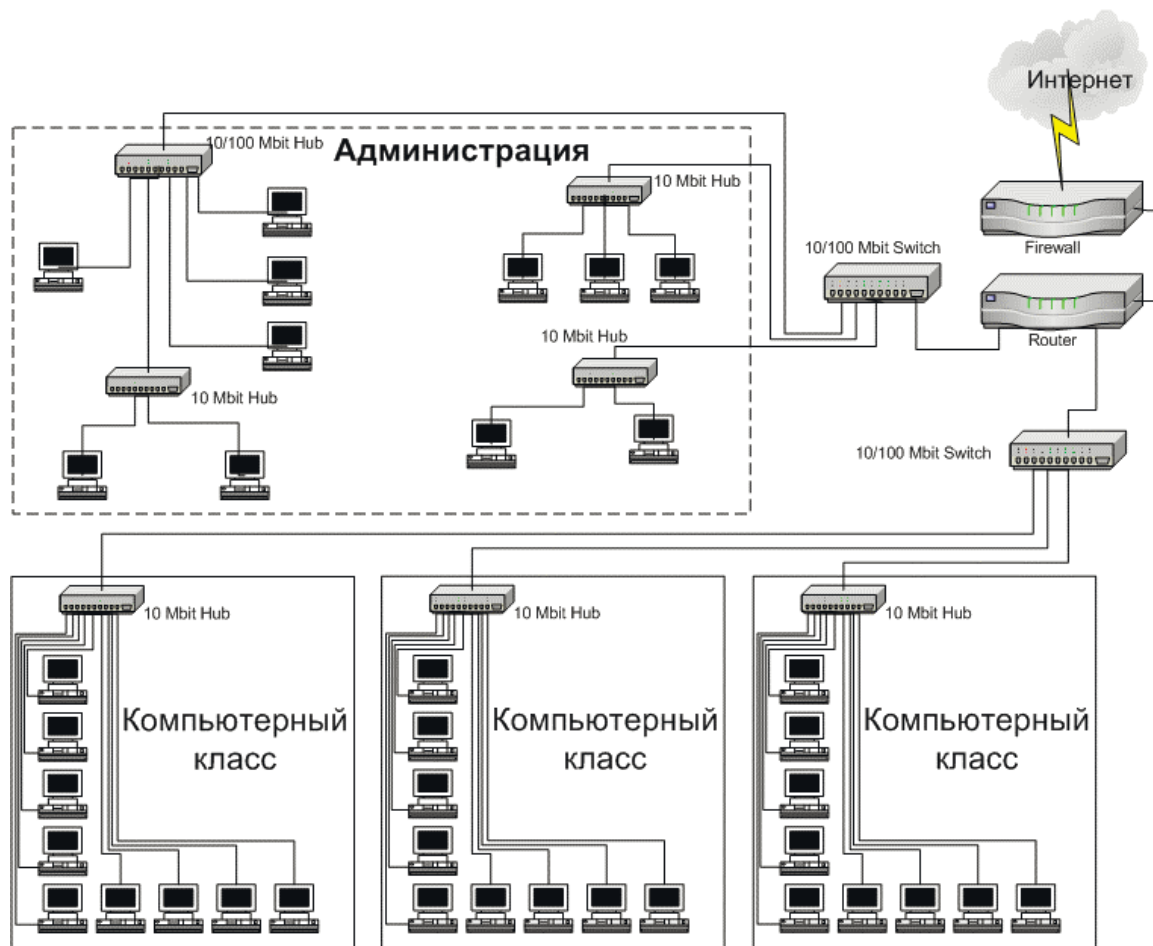 Интернет
10/100 Mbit Hub
Администрация
10 Mbit Hub
10/100 Mbit Switch
Firewall
10 Mbit Hub
Router
10 Mbit Hub
10/100 Mbit Switch
10 Mbit Hub
10 Mbit Hub
10 Mbit Hub
Компьютерный
класс
Компьютерный
класс
Компьютерный
класс